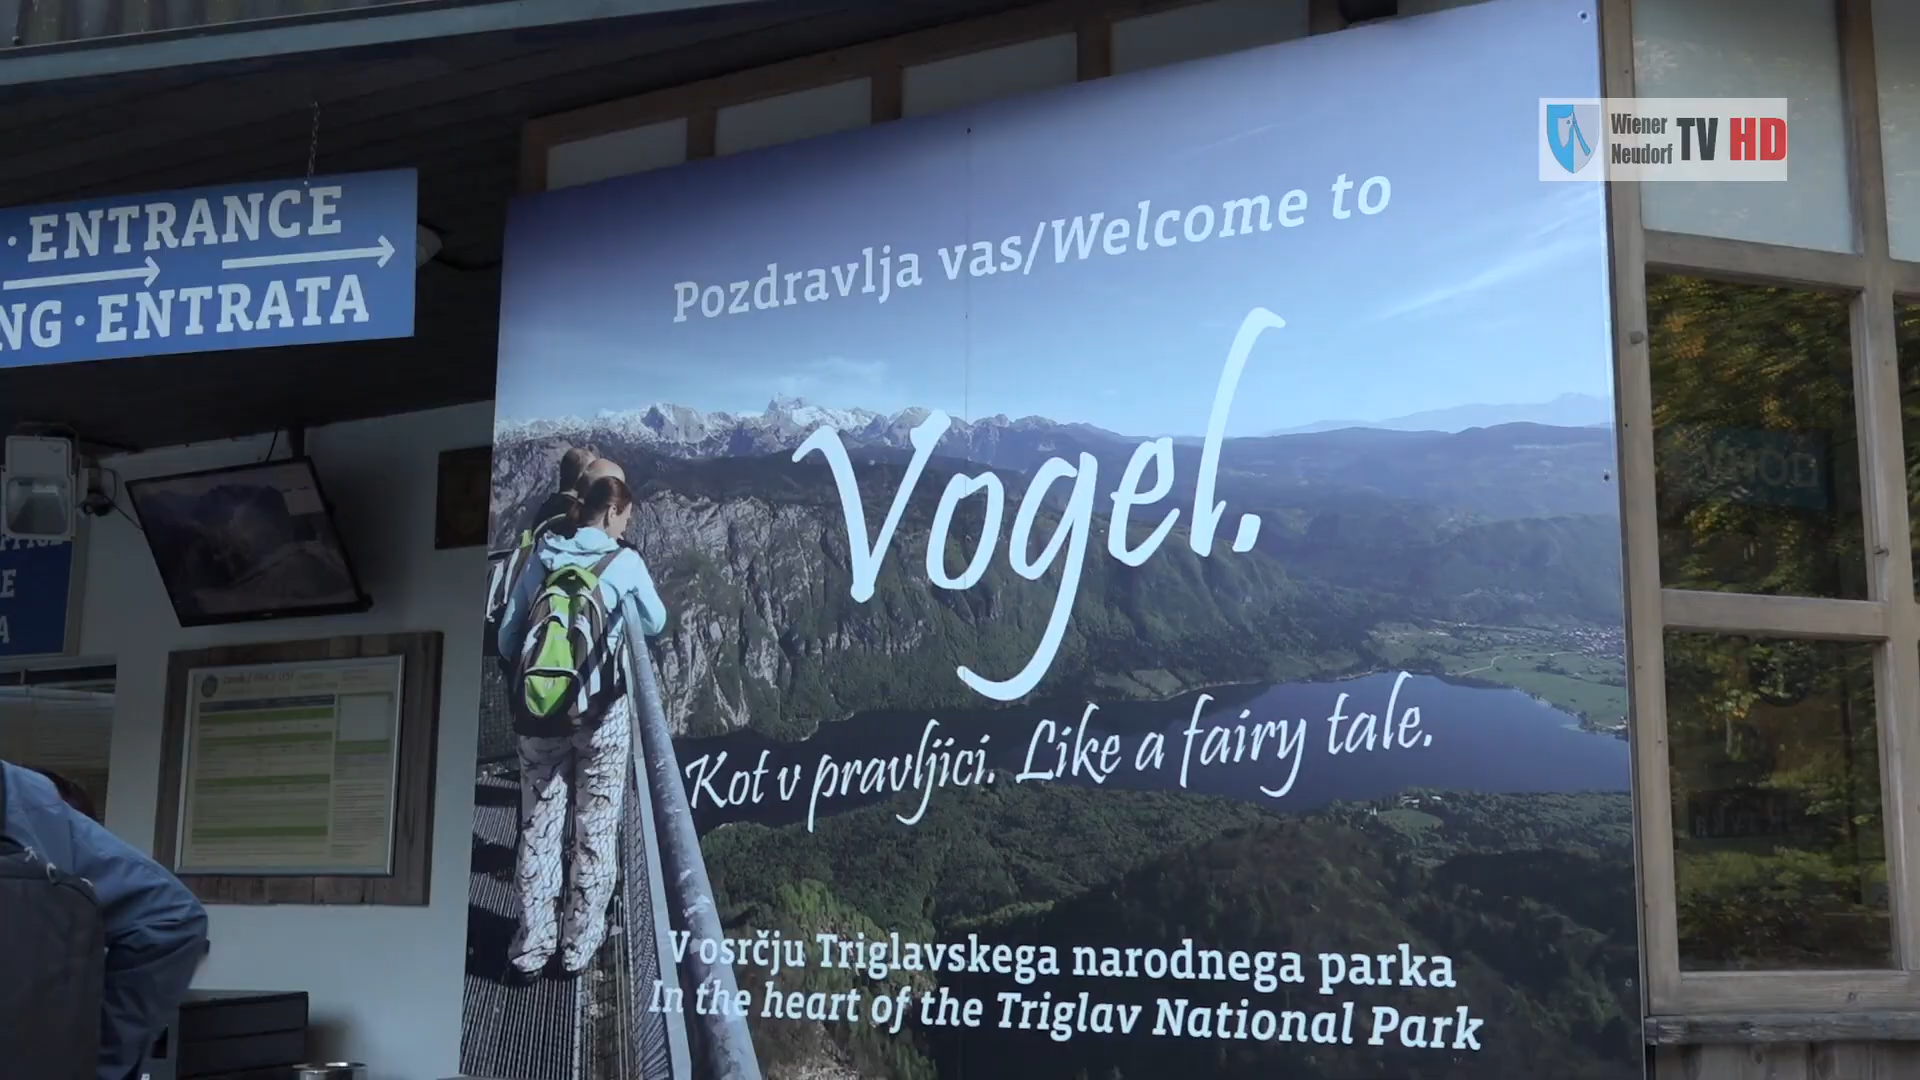 Wiener
Neudorf TV HD
· ENTRANCE
NG · ENTRATA
Pozdravlja vas/Welcome to
Vogel.
Kot v pravljici. Like a fairy tale.
V osrčju Triglavskega narodnega parka
In the heart of the Triglav National Park